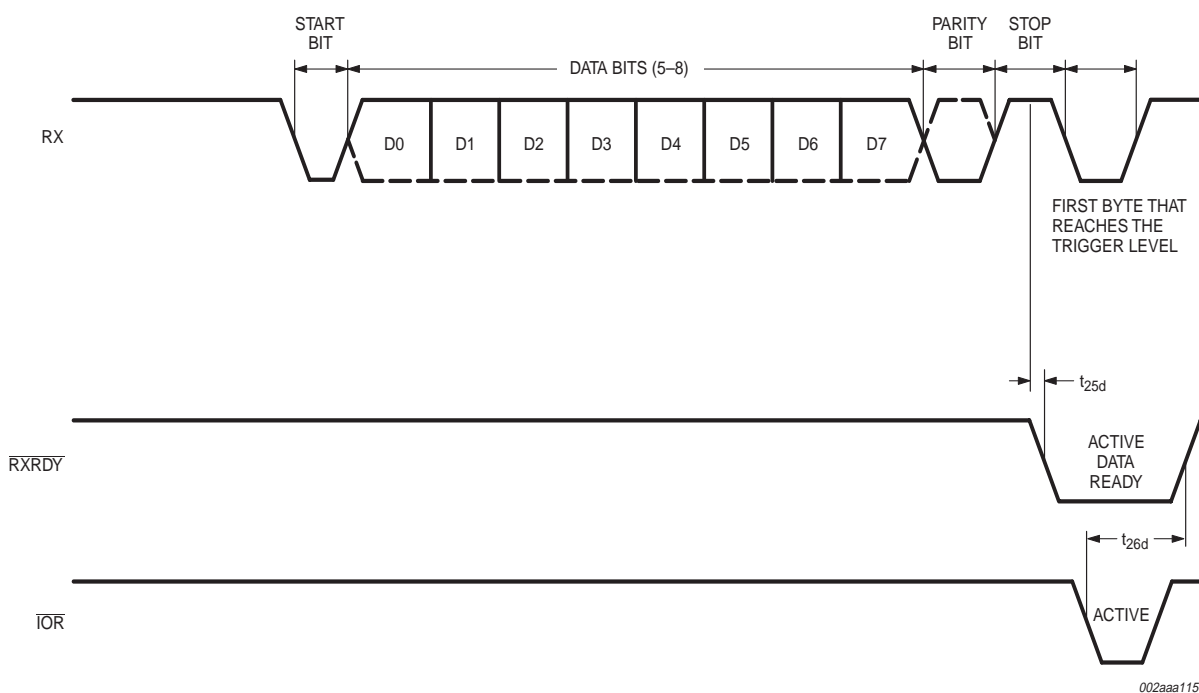 START
BIT
DATA BITS (5–8)
PARITY
BIT
STOP
BIT
RX
D0
D1
D2
D3
D4
D5
D6
D7
FIRST BYTE THAT
REACHES THE
TRIGGER LEVEL
t25d
RXRDY
ACTIVE
DATA
READY
t26d
IOR
ACTIVE
002aaa115